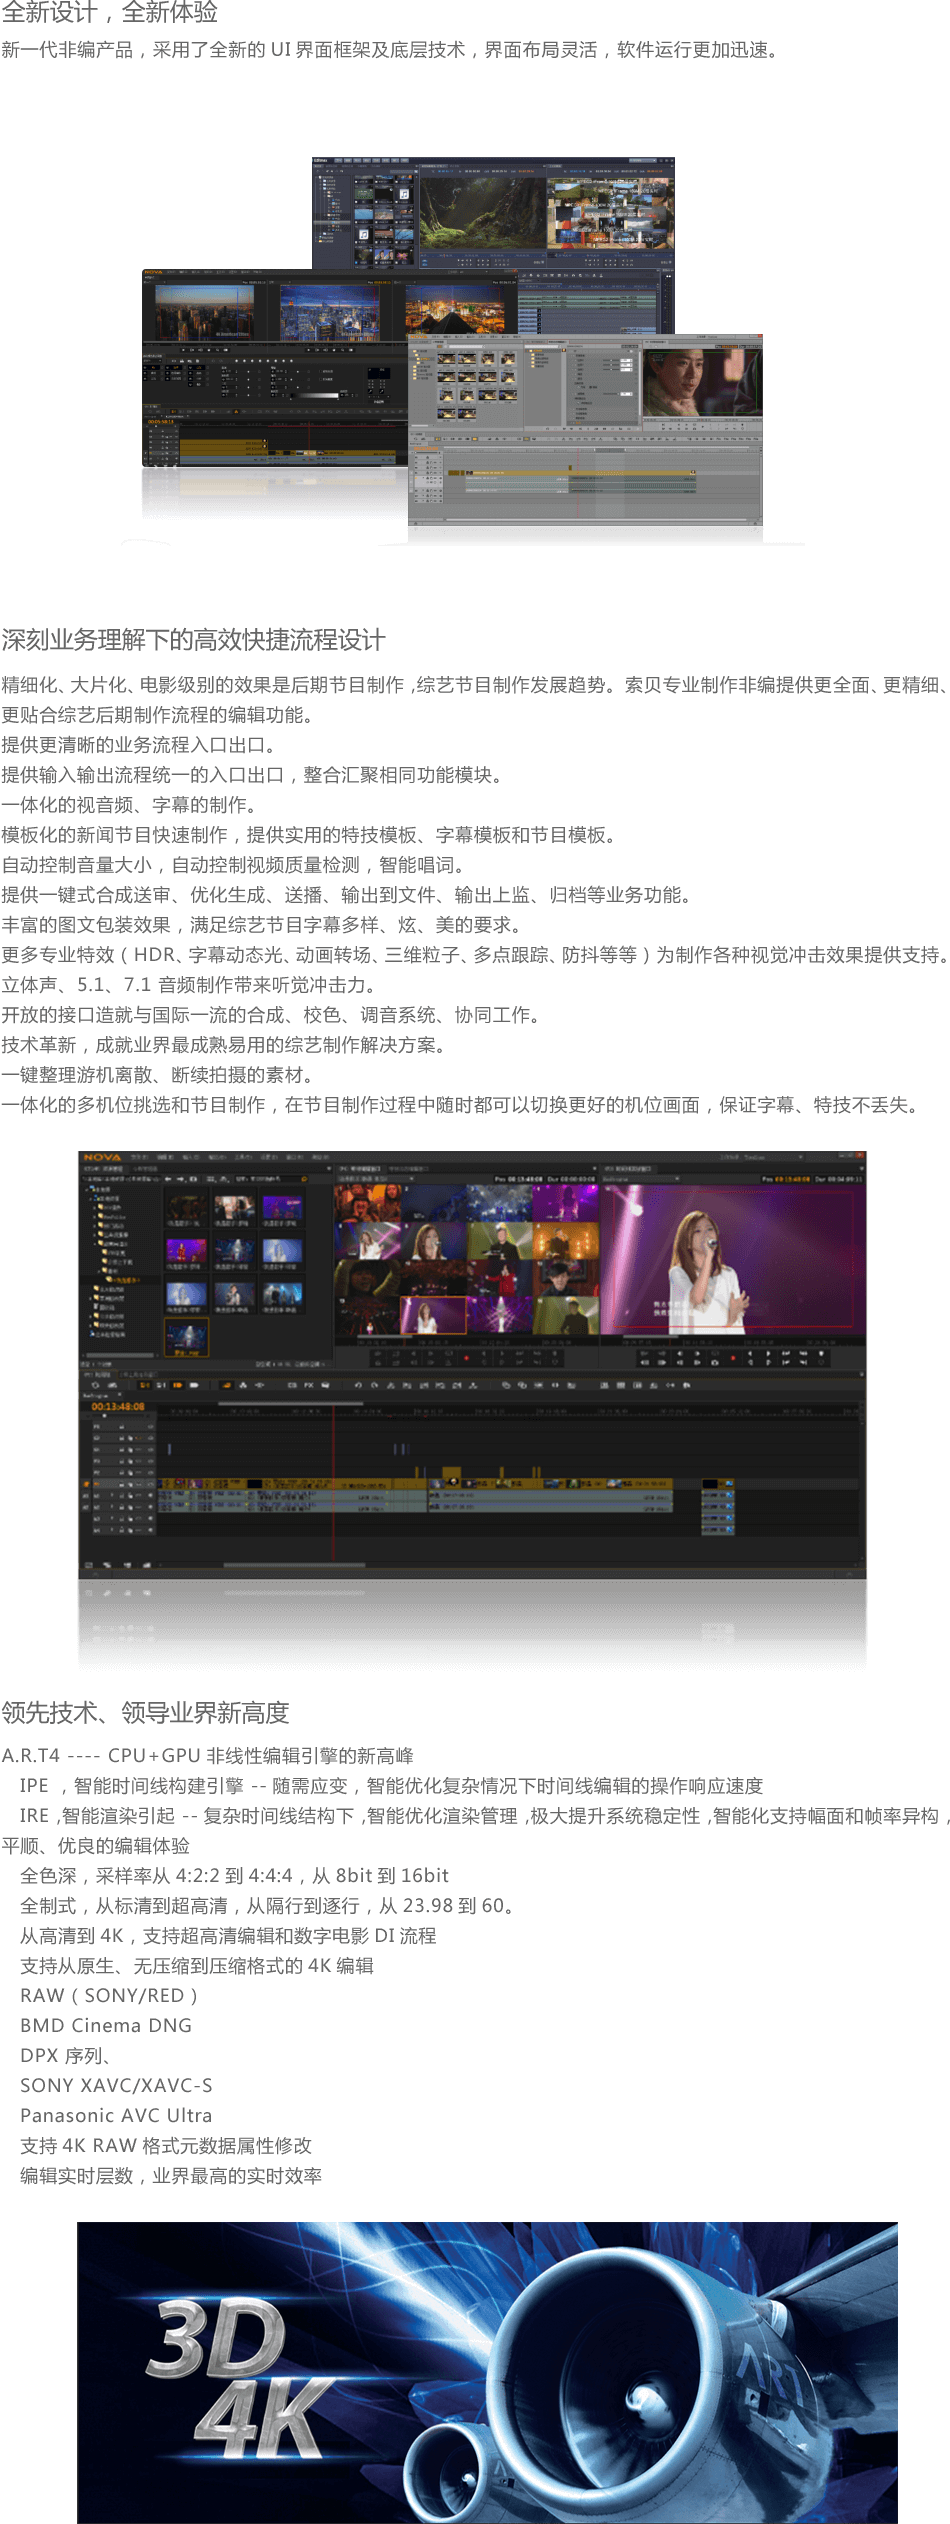 全新设计，全新体验
新一代非编产品，采用了全新的 UI 界面框架及底层技术，界面布局灵活，软件运行更加迅速。
NOVA
深刻业务理解下的高效快捷流程设计
精细化、大片化、电影级别的效果是后期节目制作，综艺节目制作发展趋势。索贝专业制作非编提供更全面、更精细、
更贴合综艺后期制作流程的编辑功能。
提供更清晰的业务流程入口出口。
提供输入输出流程统一的入口出口，整合汇聚相同功能模块。
一体化的视音频、字幕的制作。
模板化的新闻节目快速制作，提供实用的特技模板、字幕模板和节目模板。
自动控制音量大小，自动控制视频质量检测，智能唱词。
提供一键式合成送审、优化生成、送播、输出到文件、输出上监、归档等业务功能。
丰富的图文包装效果，满足综艺节目字幕多样、炫、美的要求。
更多专业特效（HDR、字幕动态光、动画转场、三维粒子、多点跟踪、防抖等等）为制作各种视觉冲击效果提供支持。
立体声、5.1、7.1 音频制作带来听觉冲击力。
开放的接口造就与国际一流的合成、校色、调音系统、协同工作。
技术革新，成就业界最成熟易用的综艺制作解决方案。
一键整理游机离散、断续拍摄的素材。
一体化的多机位挑选和节目制作，在节目制作过程中随时都可以切换更好的机位画面，保证字幕、特技不丢失。
NOVA
00:13:48:08
领先技术、领导业界新高度
A.R.T4 ---- CPU+GPU 非线性编辑引擎的新高峰
IPE ，智能时间线构建引擎 -- 随需应变，智能优化复杂情况下时间线编辑的操作响应速度
IRE，智能渲染引起 -- 复杂时间线结构下，智能优化渲染管理，极大提升系统稳定性，智能化支持幅面和帧率异构，
平顺、优良的编辑体验
全色深，采样率从 4:2:2 到 4:4:4，从 8bit 到 16bit
全制式，从标清到超高清，从隔行到逐行，从 23.98 到 60。
从高清到 4K，支持超高清编辑和数字电影 DI 流程
支持从原生、无压缩到压缩格式的 4K 编辑
RAW（SONY/RED）
BMD Cinema DNG
DPX 序列、
SONY XAVC/XAVC-S
Panasonic AVC Ultra
支持 4K RAW 格式元数据属性修改
编辑实时层数，业界最高的实时效率
3D
4K
ART